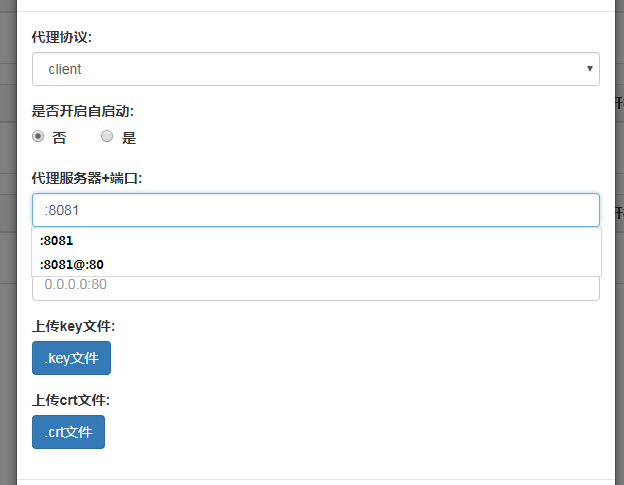 代理协议:
client
是否开启自启动:
否 是
代理服务器+端口:
:8081
:8081
:8081@:80
0.0.0.0:80
上传key文件:
.key文件
上传crt文件:
.crt文件